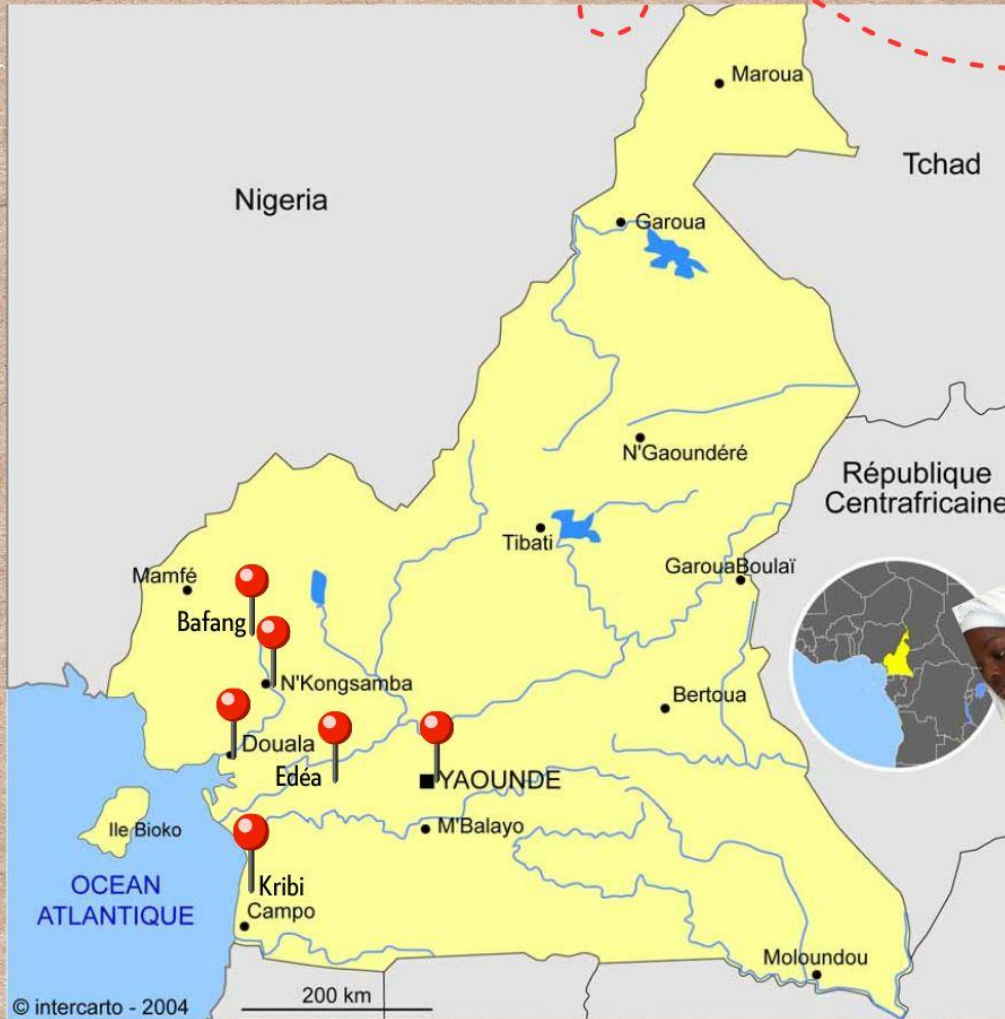 Maroua
Tchad
Nigeria
Garoua
N'Gaoundéré
République
Centrafricaine
Tibati
GarouaBoulaï
Mamfé
Bafang
N'Kongsamba
Bertoua
Douala
Edéa
YAOUNDE
Ile Bioko
M'Balayo
OCEAN
ATLANTIQUE
Kribi
Campo
Moloundou
200 km
© intercarto - 2004